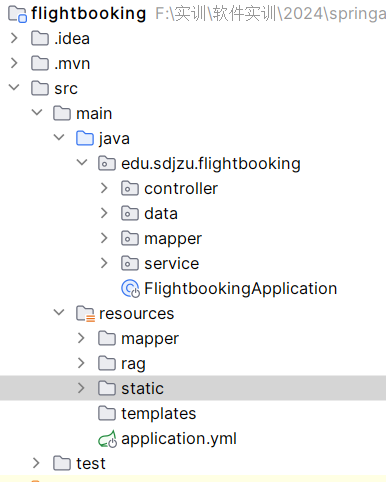 flightbooking F:\实训\软件实训\2024\springa
.idea
.mvn
src
main
java
edu.sdjzu.flightbooking
controller
data
mapper
service
FlightbookingApplication
resources
mapper
rag
static
templates
application.yml
test